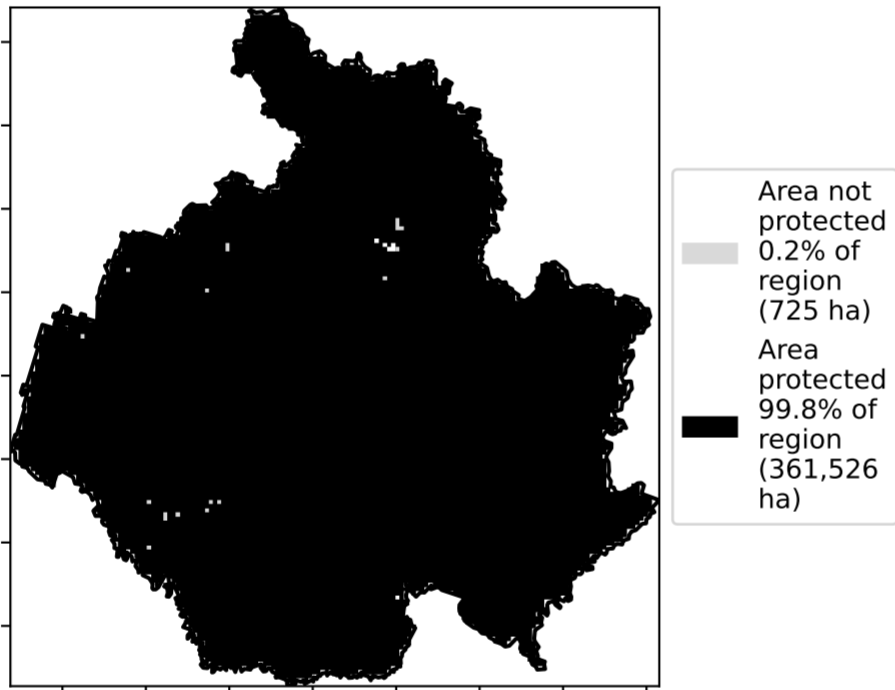 Area not
protected
0.2% of
region
(725 ha)
Area
protected
99.8% of
region
(361,526
ha)